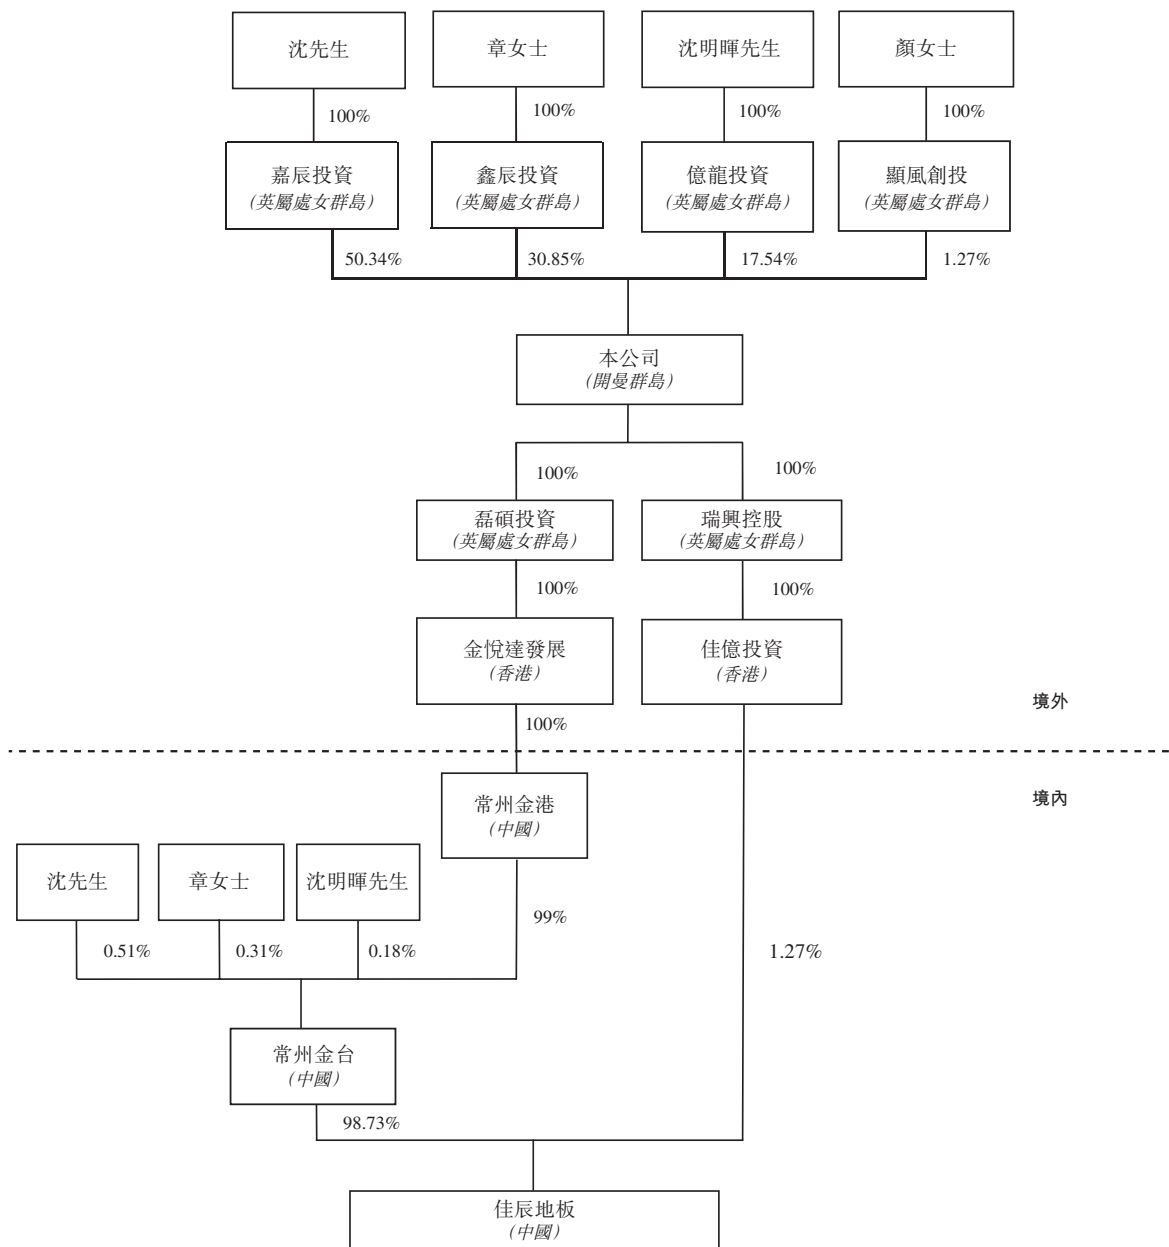 沈先生
章女士
沈明暉先生
顏女士
100%
100%
100%
100%
嘉辰投資
(英屬處女群島)
鑫辰投資
(英屬處女群島)
億龍投資
(英屬處女群島)
顯風創投
(英屬處女群島)
50.34%
30.85%
17.54%
1.27%
本公司
(開曼群島)
100%
100%
磊碩投資
(英屬處女群島)
瑞興控股
(英屬處女群島)
100%
100%
金悅達發展
(香港)
佳億投資
(香港)
境外
100%
境內
常州金港
(中國)
沈先生
章女士
沈明暉先生
99%
0.51%
0.31%
0.18%
1.27%
常州金台
(中國)
98.73%
佳辰地板
(中國)